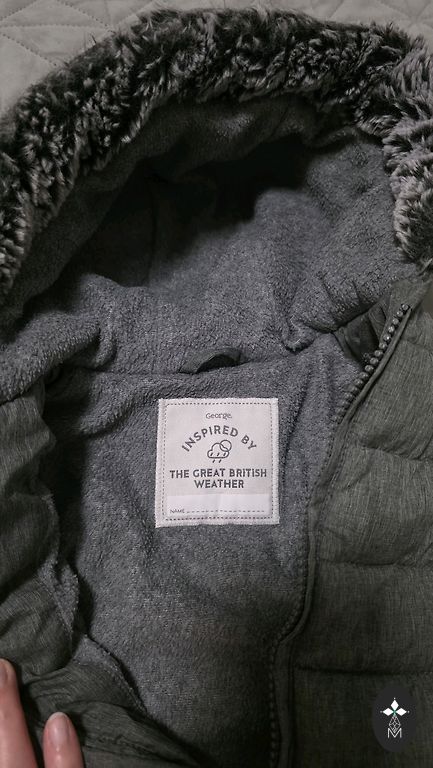 George.
INSPIRED BY
THE GREAT BRITISH
WEATHER
NAME